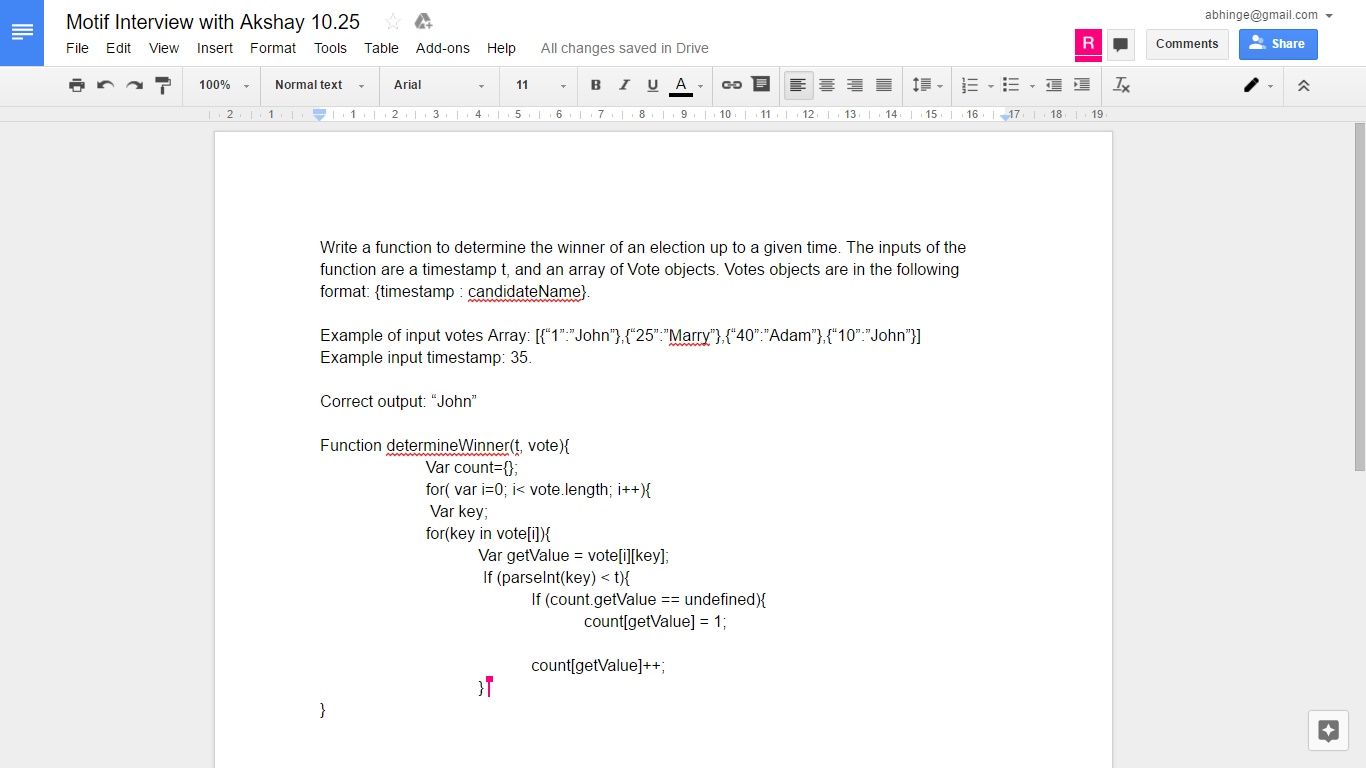 Motif Interview with Akshay 10.25
abhinge@gmail.com
File Edit View Insert Format Tools Table Add-ons Help All changes saved in Drive
R Comments Share
100% Normal text Arial 11 B I U A
2 1 1 2 3 4 5 6 7 8 9 10 11 12 13 14 15 16 17 18 19
Write a function to determine the winner of an election up to a given time. The inputs of the
function are a timestamp t, and an array of Vote objects. Votes objects are in the following
format: {timestamp : candidateName}.
Example of input votes Array: [{“1”:”John”},{“25”:”Marry”},{“40”:”Adam”},{“10”:”John”}]
Example input timestamp: 35.
Correct output: “John”
Function determineWinner(t, vote){
Var count={};
for( var i=0; i< vote.length; i++){
Var key;
for(key in vote[i]){
Var getValue = vote[i][key];
If (parseInt(key) < t){
If (count.getValue == undefined){
count[getValue] = 1;
count[getValue]++;
}
}